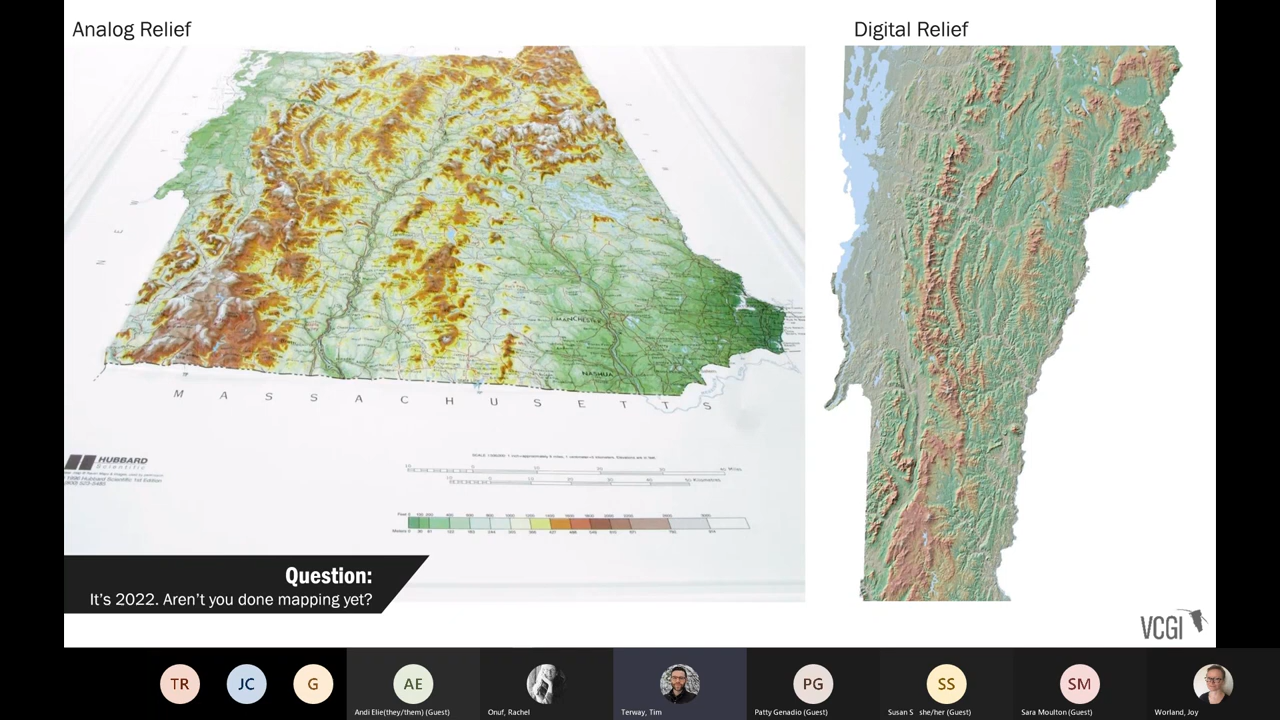 Analog Relief
Digital Relief
MANCHESTER
NASHUA
M A S S A C H U S E T T S
HUBBARD
Scientific
Question:
It's 2022. Aren't you done mapping yet?
VCGI
TR
JC
G
AE
PG
SS
SM
Andi Elie(they/them) (Guest)
Onuf, Rachel
Terway, Tim
Patty Genadio (Guest)
Susan S she/her (Guest)
Sara Moulton (Guest)
Worland, Joy